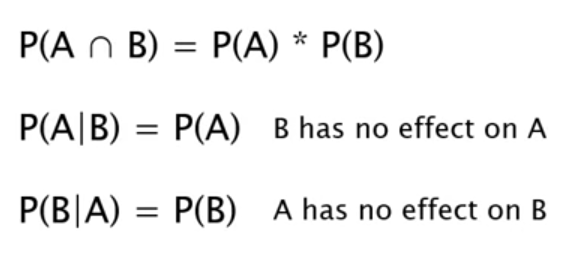 P(A ∩ B) = P(A) * P(B)
P(A|B) = P(A) B has no effect on A
P(B|A) = P(B) A has no effect on B